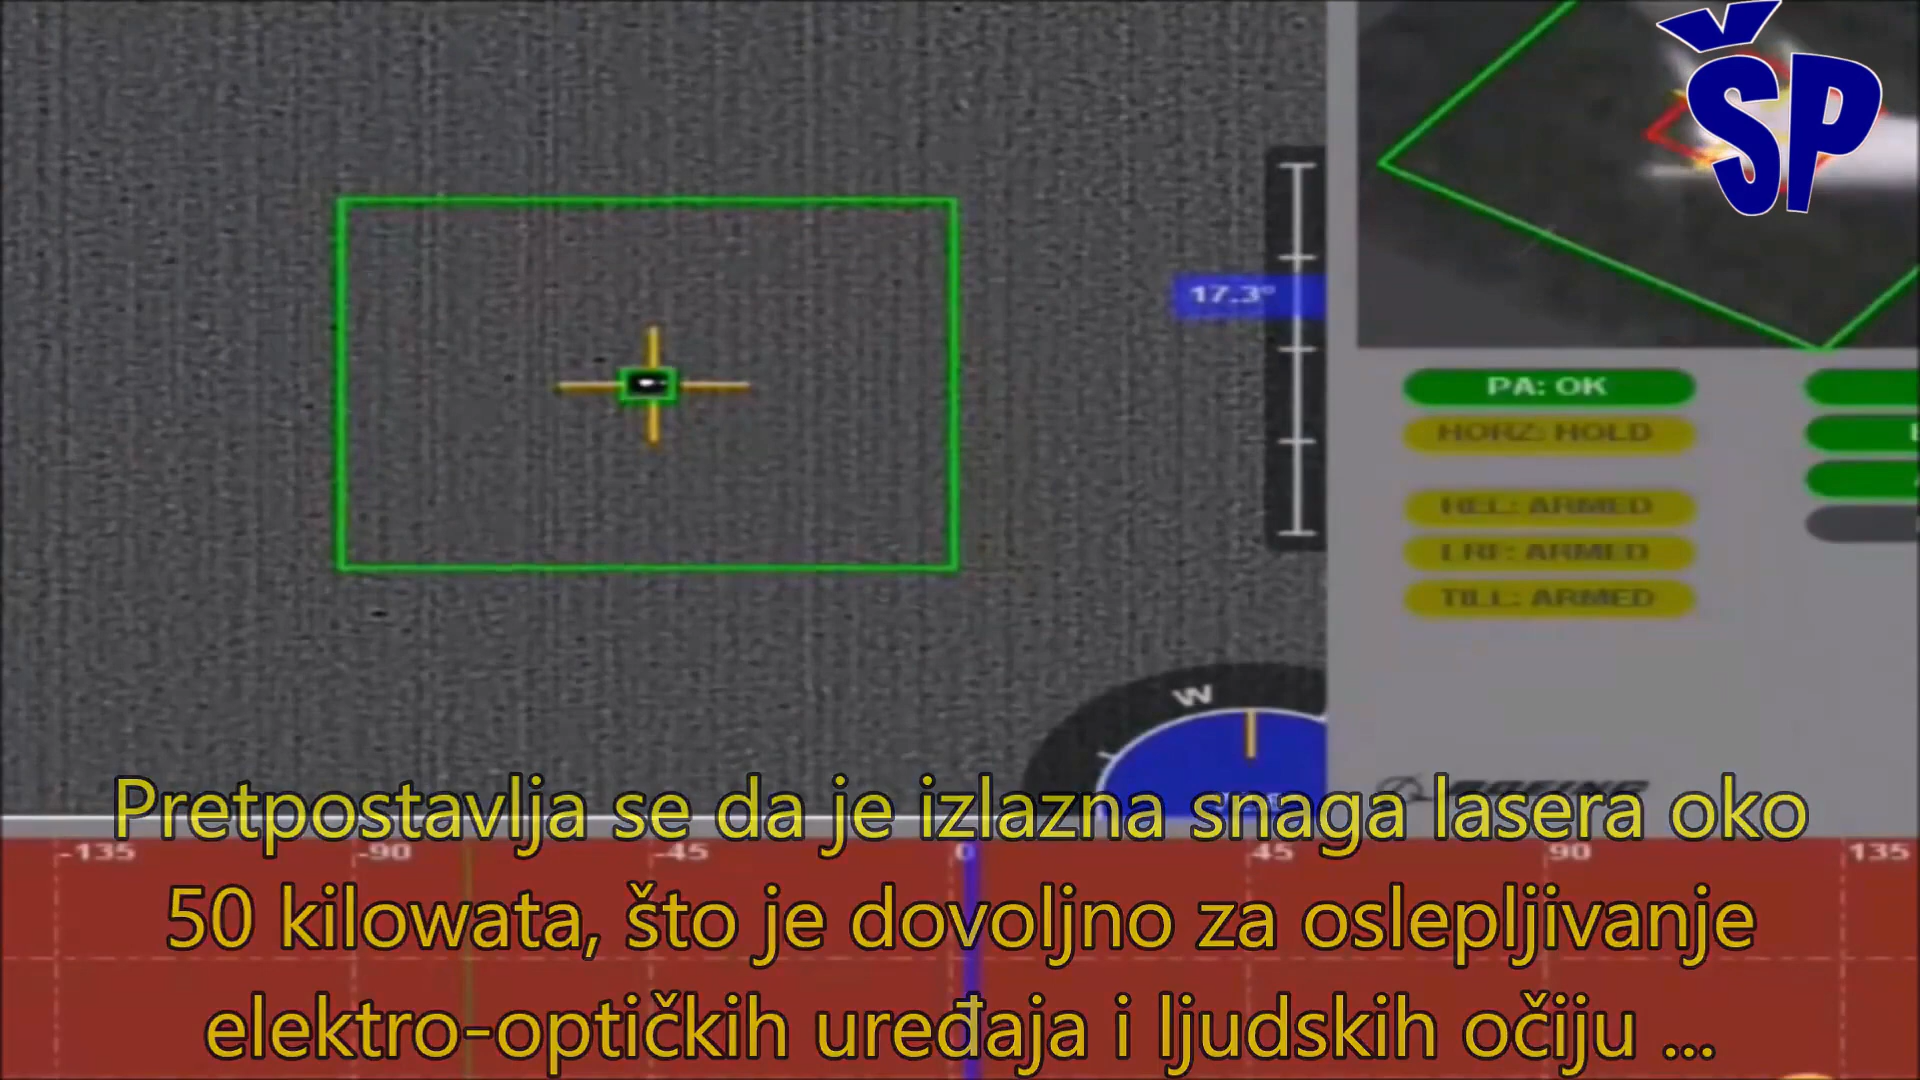 ŠP
17.3°
PA: OK
HORZ: HOLD
HEL: ARMED
LRF: ARMED
TILL: ARMED
W
BOEING
Pretpostavlja se da je izlazna snaga lasera oko
-135 -90 -45 0 45 90 135
50 kilowata, što je dovoljno za oslepljivanje
elektro-optičkih uređaja i ljudskih očiju ...